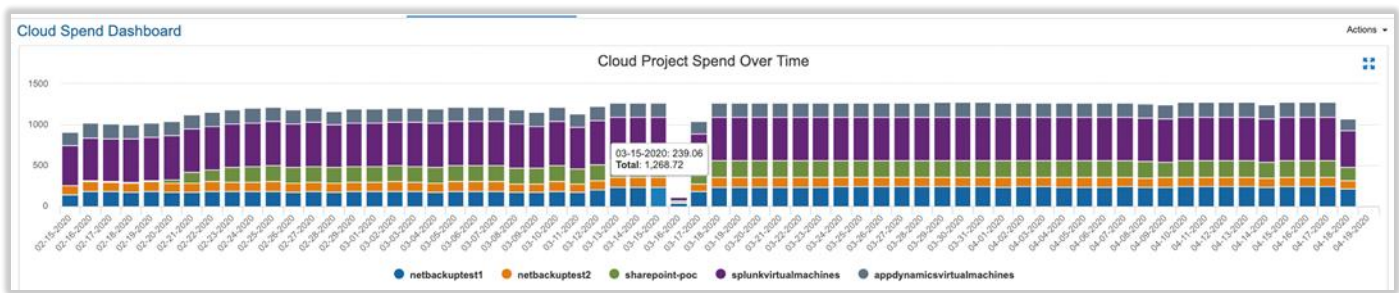 Cloud Spend Dashboard
Actions
Cloud Project Spend Over Time
1500
1000
500
0
03-15-2020: 239.06
Total: 1,268.72
02-15-2020 02-16-2020 02-17-2020 02-18-2020 02-19-2020 02-20-2020 02-21-2020 02-22-2020 02-23-2020 02-24-2020 02-25-2020 02-26-2020 02-27-2020 02-28-2020 02-29-2020 03-01-2020 03-02-2020 03-03-2020 03-04-2020 03-05-2020 03-06-2020 03-07-2020 03-08-2020 03-09-2020 03-10-2020 03-11-2020 03-12-2020 03-13-2020 03-14-2020 03-15-2020 03-16-2020 03-17-2020 03-18-2020 03-19-2020 03-20-2020 03-21-2020 03-22-2020 03-23-2020 03-24-2020 03-25-2020 03-26-2020 03-27-2020 03-28-2020 03-29-2020 03-30-2020 03-31-2020 04-01-2020 04-02-2020 04-03-2020 04-04-2020 04-05-2020 04-06-2020 04-07-2020 04-08-2020 04-09-2020 04-10-2020 04-11-2020 04-12-2020 04-13-2020 04-14-2020 04-15-2020 04-16-2020 04-17-2020 04-18-2020 04-19-2020
netbackuptest1 netbackuptest2 sharepoint-poc splunkvirtualmachines appdynamicsvirtualmachines